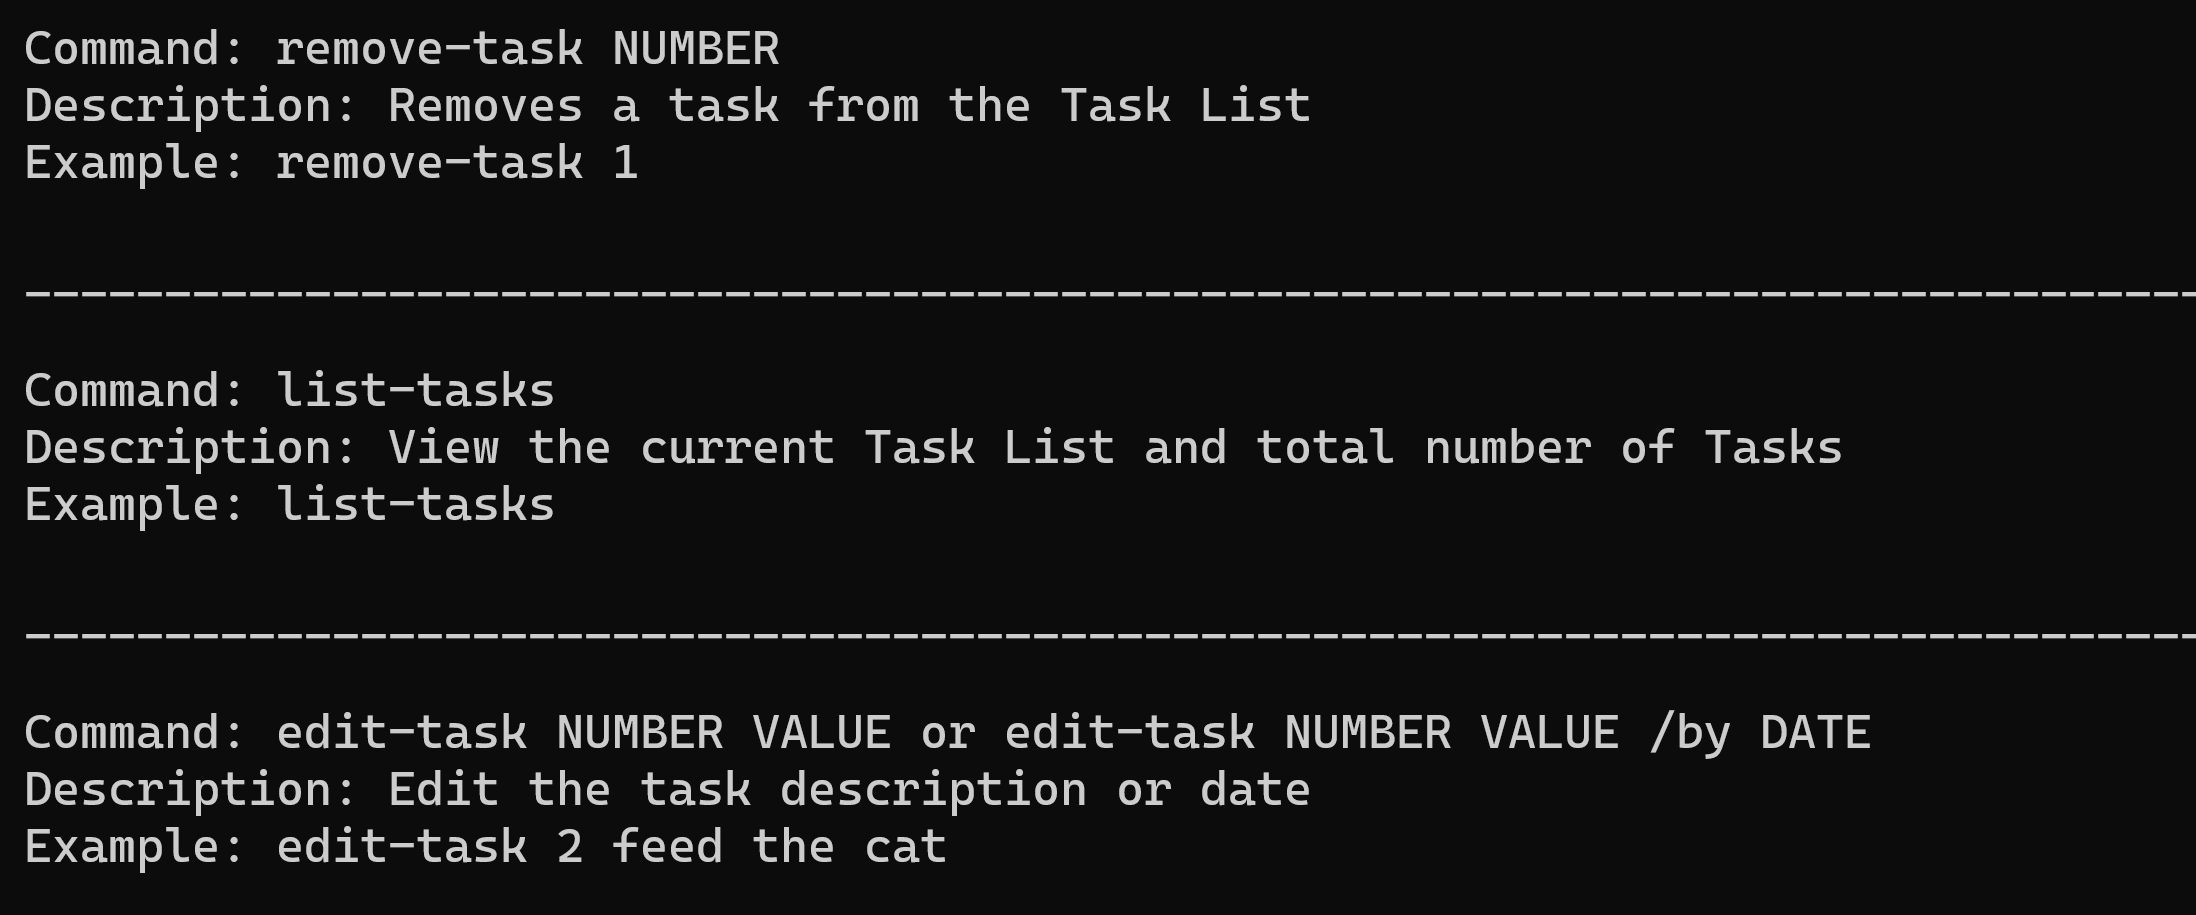 Command: remove-task NUMBER
Description: Removes a task from the Task List
Example: remove-task 1
------------------------------------------------------------------------------
Command: list-tasks
Description: View the current Task List and total number of Tasks
Example: list-tasks
------------------------------------------------------------------------------
Command: edit-task NUMBER VALUE or edit-task NUMBER VALUE /by DATE
Description: Edit the task description or date
Example: edit-task 2 feed the cat